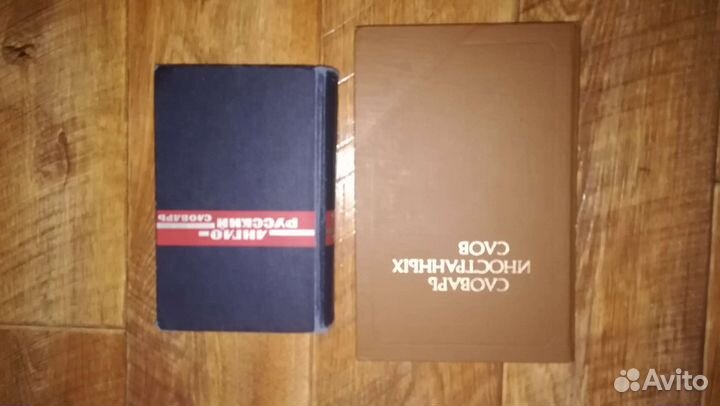 АНГЛО-
РУССКИЙ
СЛОВАРЬ
СЛОВАРЬ
ИНОСТРАННЫХ
СЛОВ
Avito